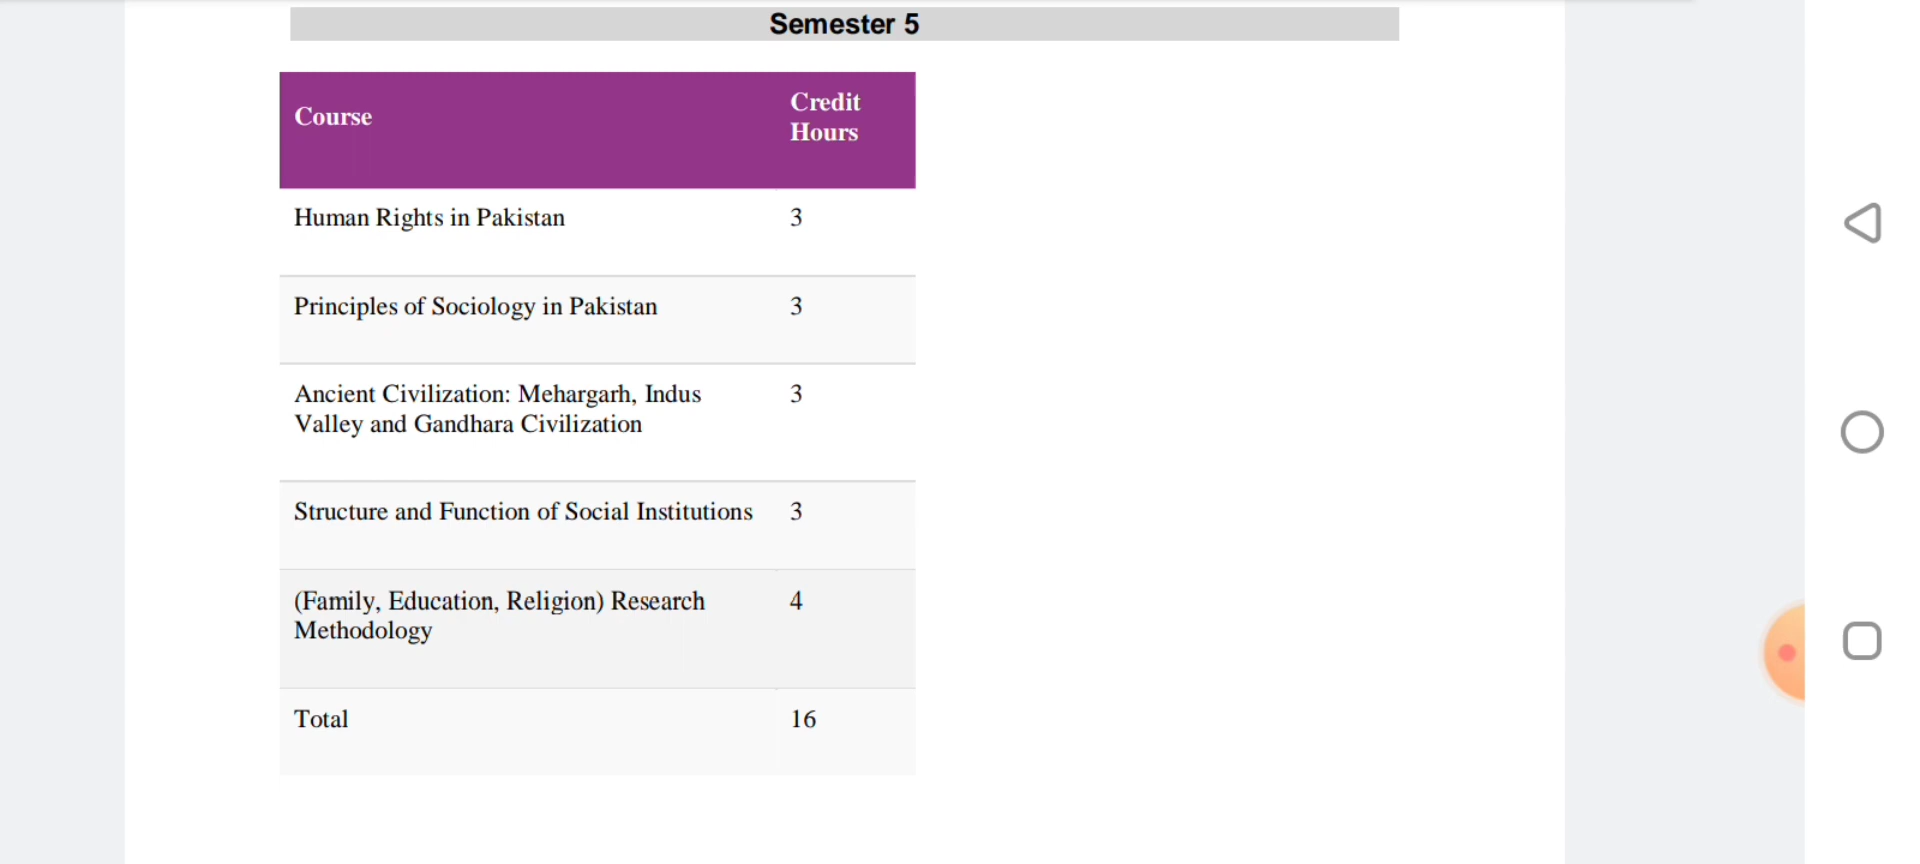 Semester 5
Course
Credit
Hours
Human Rights in Pakistan 3
Principles of Sociology in Pakistan 3
Ancient Civilization: Mehargarh, Indus 3
Valley and Gandhara Civilization
Structure and Function of Social Institutions 3
(Family, Education, Religion) Research 4
Methodology
Total 16